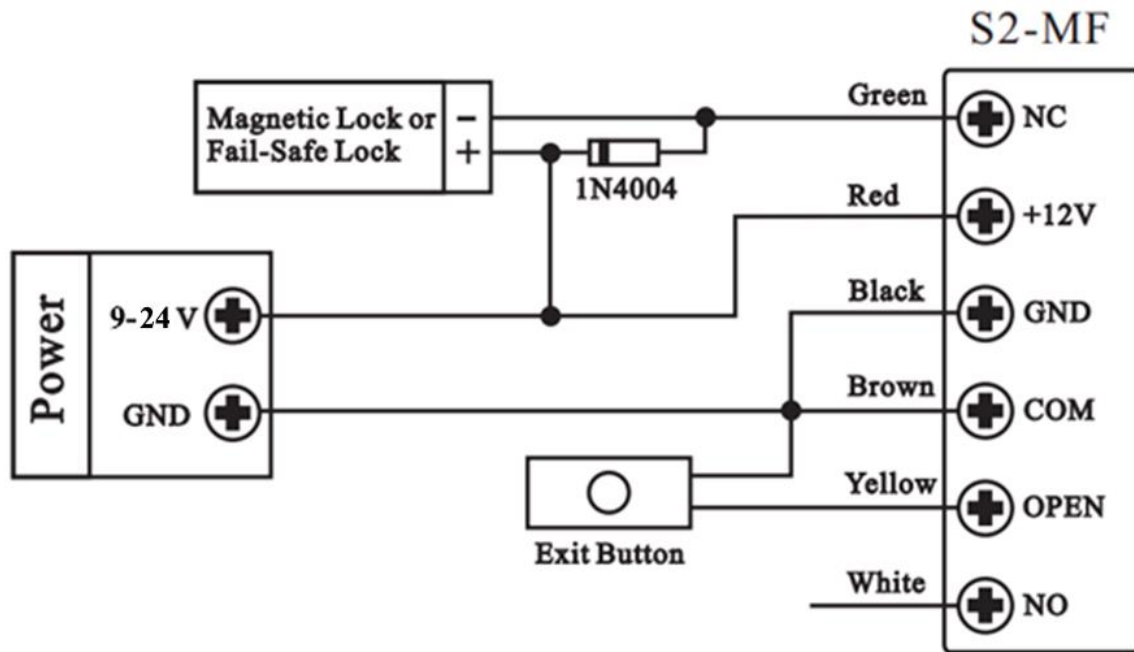 S2-MF
Magnetic Lock or
Fail-Safe Lock
-
+
1N4004
Green
NC
Red
+12V
Power
9-24 V
GND
Black
GND
Brown
COM
Exit Button
Yellow
OPEN
White
NO